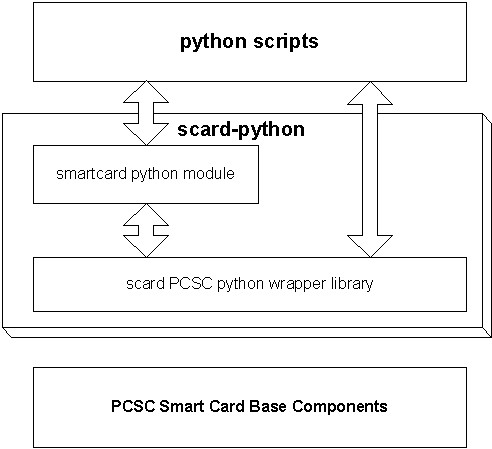 python scripts
scard-python
smartcard python module
scard PCSC python wrapper library
PCSC Smart Card Base Components